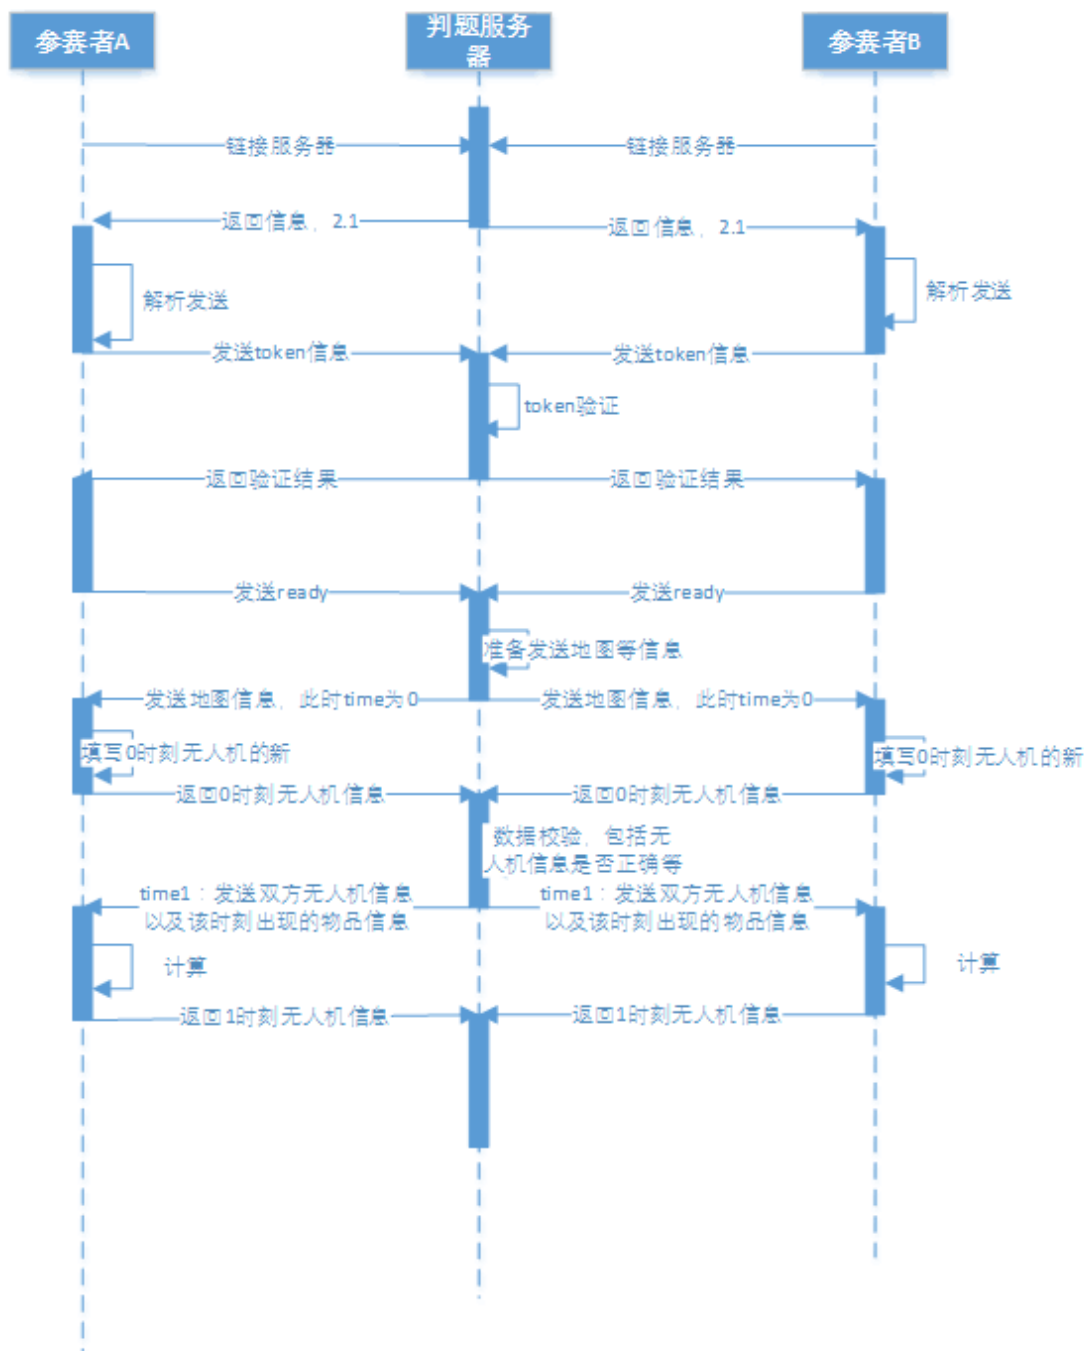 参赛者A
判题服务
器
参赛者B
链接服务器
链接服务器
返回信息，2.1
返回信息，2.1
解析发送
解析发送
发送token信息
发送token信息
token验证
返回验证结果
返回验证结果
发送ready
发送ready
准备发送地图等信息
发送地图信息，此时time为0
发送地图信息，此时time为0
填写0时刻无人机的新
填写0时刻无人机的新
返回0时刻无人机信息
返回0时刻无人机信息
数据校验，包括无
人机信息是否正确等
time1：发送双方无人机信息
以及该时刻出现的物品信息
time1：发送双方无人机信息
以及该时刻出现的物品信息
计算
计算
返回1时刻无人机信息
返回1时刻无人机信息